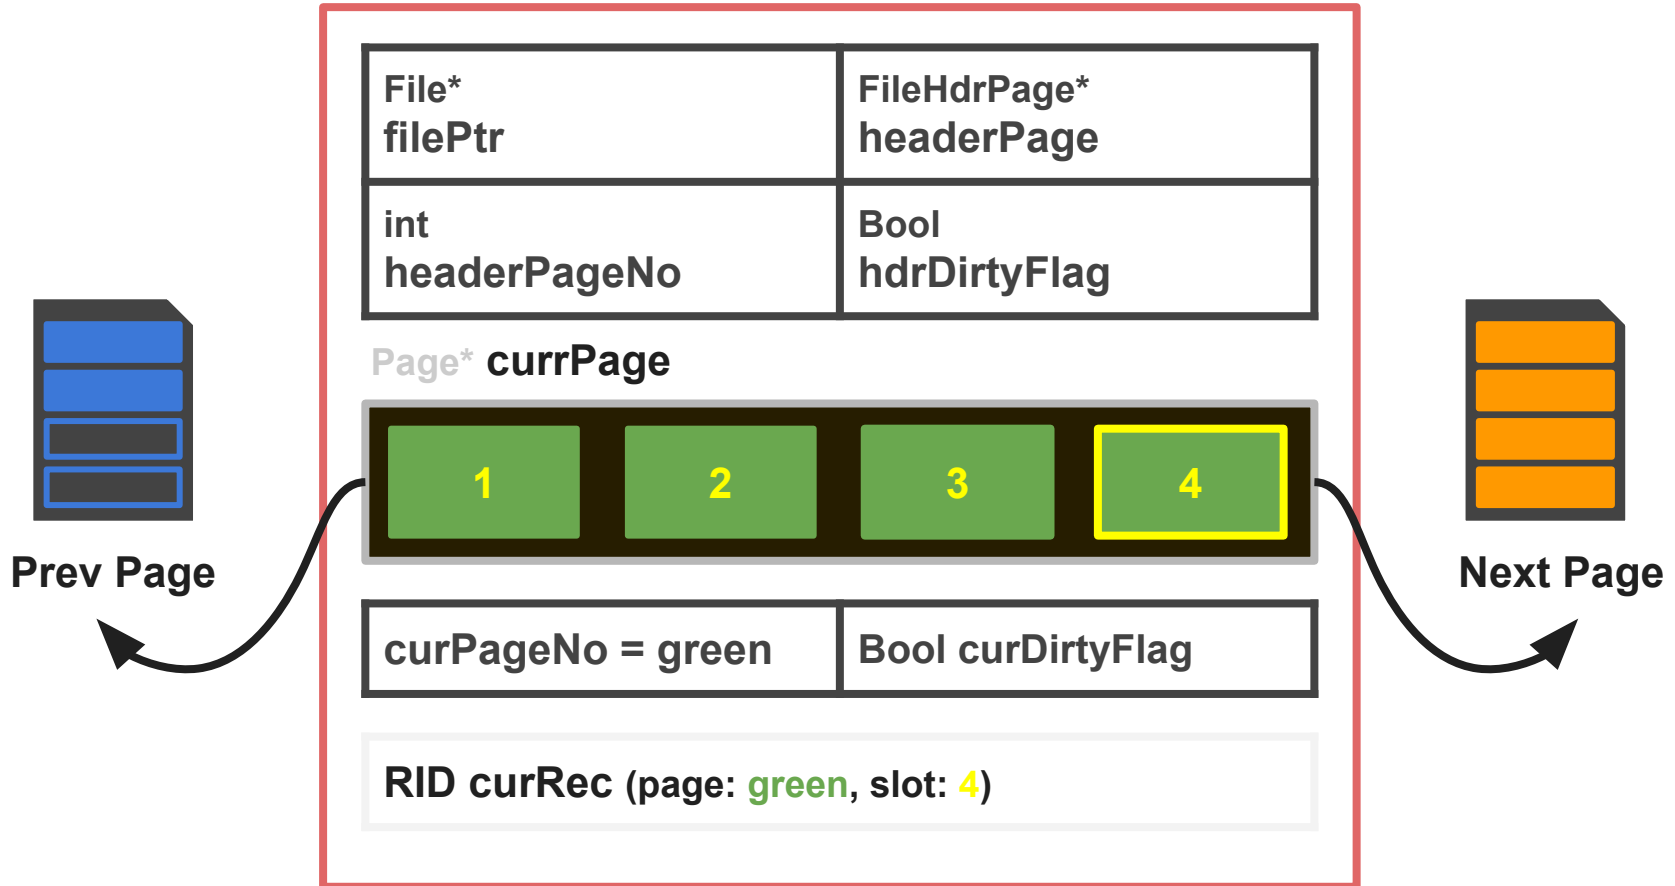 File*
filePtr
FileHdrPage*
headerPage
int
headerPageNo
Bool
hdrDirtyFlag
Page* currPage
1
2
3
4
Prev Page
Next Page
curPageNo = green
Bool curDirtyFlag
RID curRec (page: green, slot: 4)